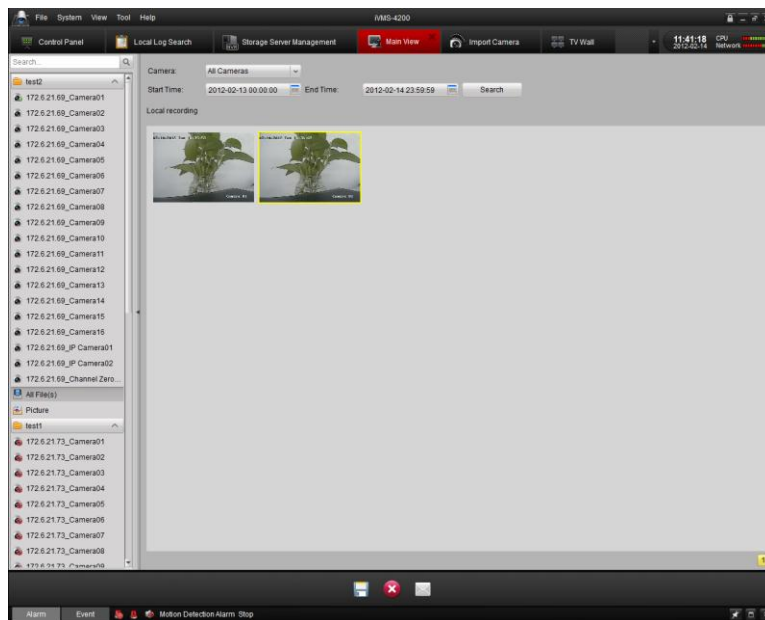 File System View Tool Help
iVMS-4200
Control Panel
Local Log Search
Storage Server Management
Main View
Import Camera
TV Wall
11:41:18
2012-02-14
CPU
Network
Search...
test2
172.6.21.69_Camera01
172.6.21.69_Camera02
172.6.21.69_Camera03
172.6.21.69_Camera04
172.6.21.69_Camera05
172.6.21.69_Camera06
172.6.21.69_Camera07
172.6.21.69_Camera08
172.6.21.69_Camera09
172.6.21.69_Camera10
172.6.21.69_Camera11
172.6.21.69_Camera12
172.6.21.69_Camera13
172.6.21.69_Camera14
172.6.21.69_Camera15
172.6.21.69_Camera16
172.6.21.69_IP Camera01
172.6.21.69_IP Camera02
172.6.21.69_Channel Zero...
All File(s)
Picture
test1
172.6.21.73_Camera01
172.6.21.73_Camera02
172.6.21.73_Camera03
172.6.21.73_Camera04
172.6.21.73_Camera05
172.6.21.73_Camera06
172.6.21.73_Camera07
172.6.21.73_Camera08
172.6.21.73_Camera09
Camera: All Cameras
Start Time: 2012-02-13 00:00:00 End Time: 2012-02-14 23:59:59 Search
Local recording
Alarm Event Motion Detection Alarm Stop